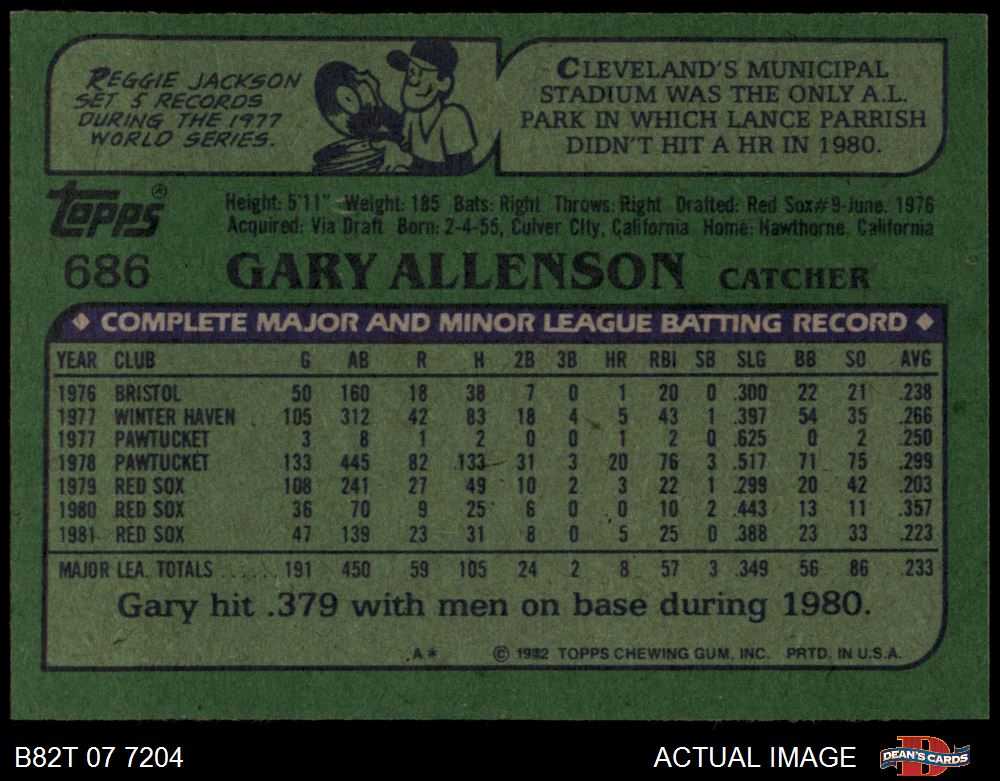 REGGIE JACKSON
SET 5 RECORDS
DURING THE 1977
WORLD SERIES.
CLEVELAND'S MUNICIPAL
STADIUM WAS THE ONLY A.L.
PARK IN WHICH LANCE PARRISH
DIDN'T HIT A HR IN 1980.
topps®
Height: 5'11" Weight: 185 Bats: Right Throws: Right Drafted: Red Sox#9-June, 1976
Acquired: Via Draft Born: 2-4-55, Culver City, California Home: Hawthorne, California
686 GARY ALLENSON CATCHER
COMPLETE MAJOR AND MINOR LEAGUE BATTING RECORD
YEAR CLUB G AB R H 2B 3B HR RBI SB SLG BB SO AVG
1976 BRISTOL 50 160 18 38 7 0 1 20 0 .300 22 21 .238
1977 WINTER HAVEN 105 312 42 83 18 4 5 43 1 .397 54 35 .266
1977 PAWTUCKET 3 8 1 2 0 0 1 2 0 .625 0 2 .250
1978 PAWTUCKET 133 445 82 133 31 3 20 76 3 .517 71 75 .299
1979 RED SOX 108 241 27 49 10 2 3 22 1 .299 20 42 .203
1980 RED SOX 36 70 9 25 6 0 0 10 2 .443 13 11 .357
1981 RED SOX 47 139 23 31 8 0 5 25 0 .388 23 33 .223
MAJOR LEA. TOTALS ...... 191 450 59 105 24 2 8 57 3 .349 56 86 .233
Gary hit .379 with men on base during 1980.
A* © 1982 TOPPS CHEWING GUM, INC. PRTD. IN U.S.A.
B82T 07 7204 ACTUAL IMAGE D DEAN'S CARDS